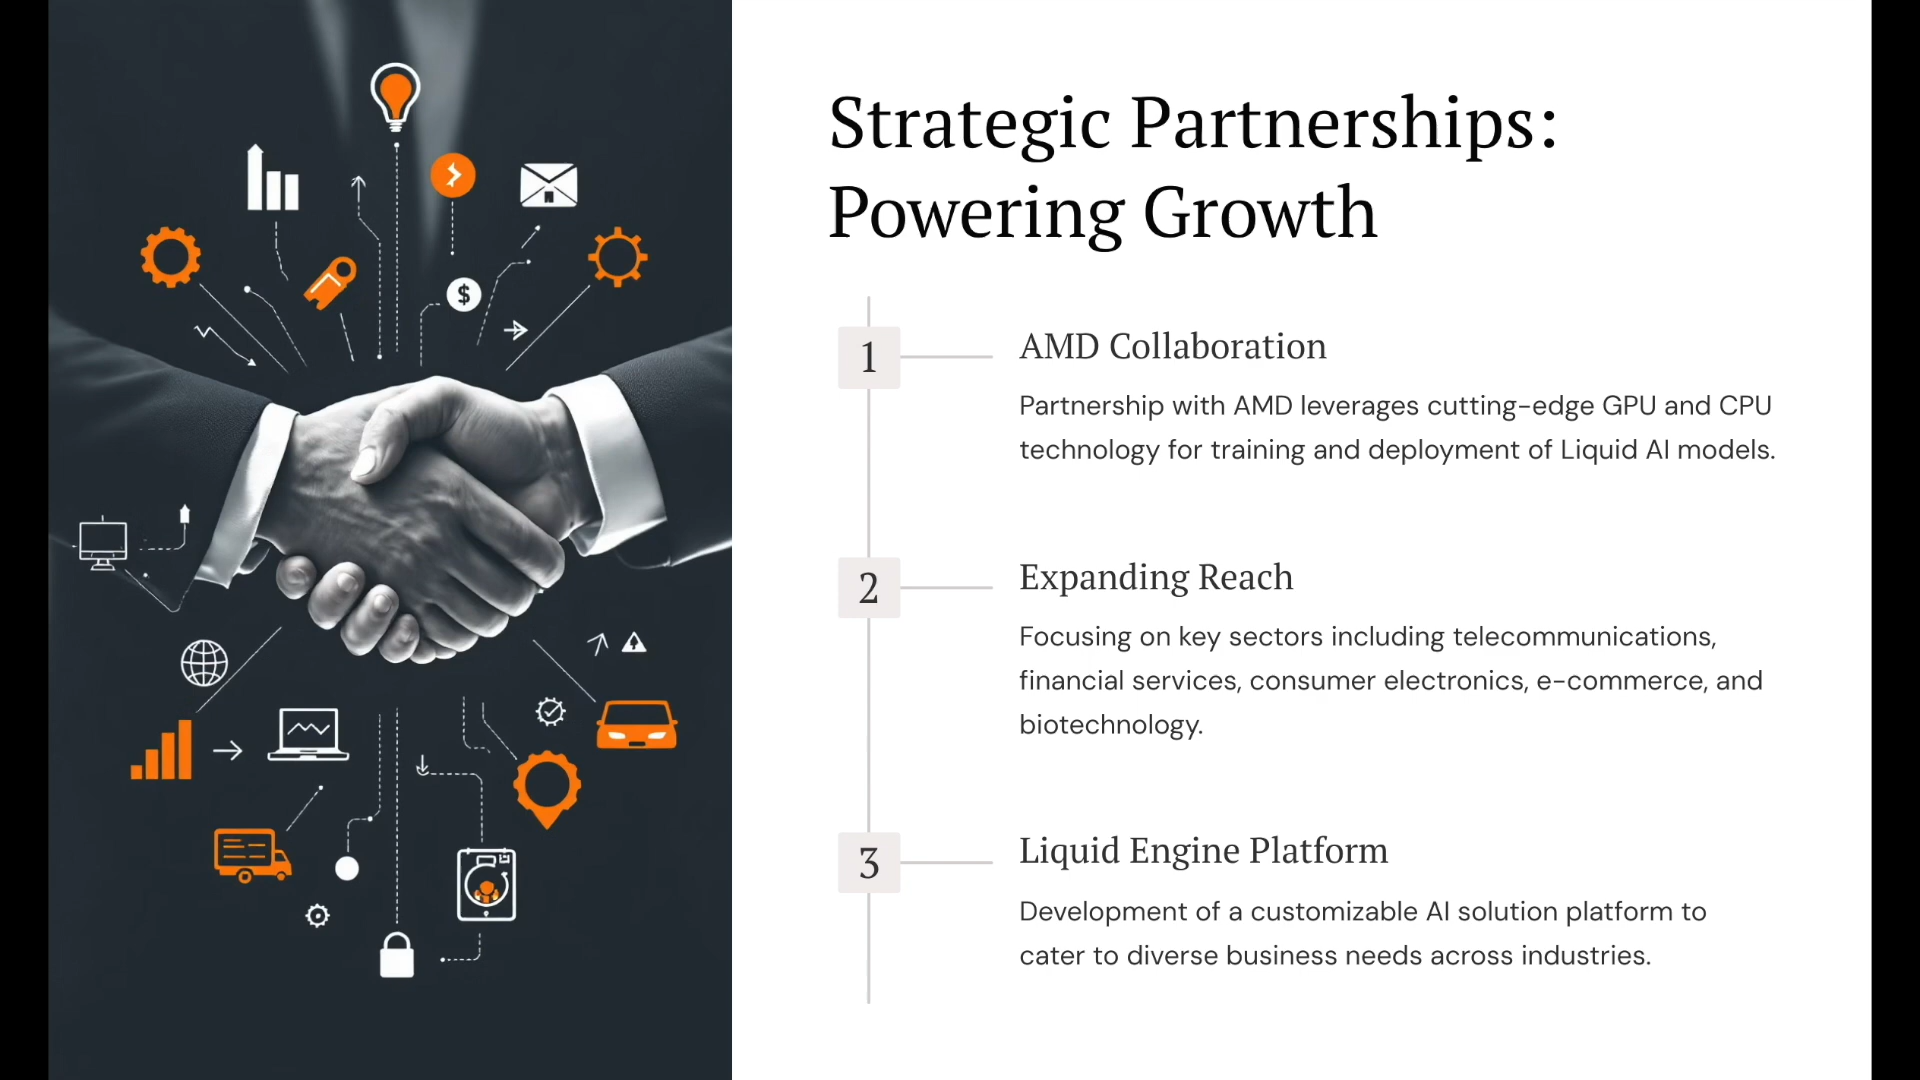 Strategic Partnerships:
Powering Growth
1
AMD Collaboration
Partnership with AMD leverages cutting-edge GPU and CPU
technology for training and deployment of Liquid AI models.
2
Expanding Reach
Focusing on key sectors including telecommunications,
financial services, consumer electronics, e-commerce, and
biotechnology.
3
Liquid Engine Platform
Development of a customizable AI solution platform to
cater to diverse business needs across industries.
$